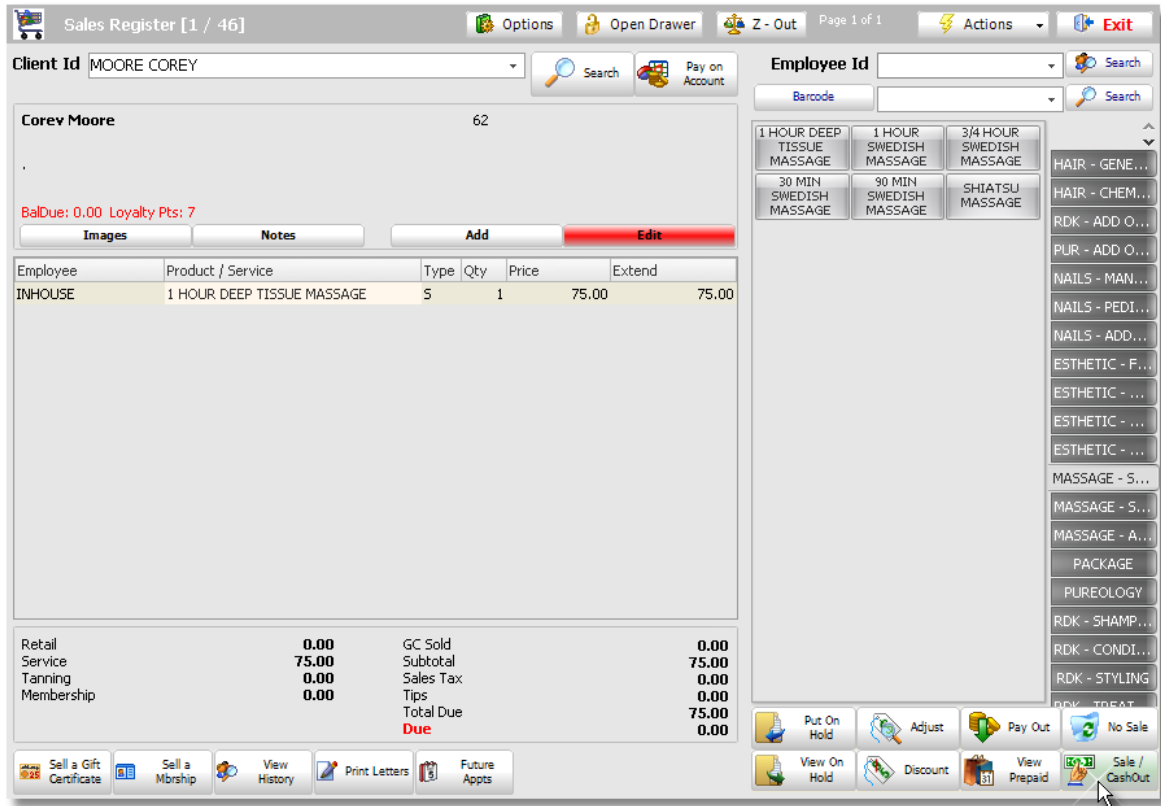 Sales Register [1 / 46]
Options
Open Drawer
Z - Out
Page 1 of 1
Actions
Exit
Client Id
MOORE COREY
Search
Pay on
Account
Employee Id
Search
Barcode
Search
Corey Moore
62
.
BalDue: 0.00 Loyalty Pts: 7
Images
Notes
Add
Edit
Employee
Product / Service
Type
Qty
Price
Extend
INHOUSE
1 HOUR DEEP TISSUE MASSAGE
S
1
75.00
75.00
1 HOUR DEEP
TISSUE
MASSAGE
1 HOUR
SWEDISH
MASSAGE
3/4 HOUR
SWEDISH
MASSAGE
30 MIN
SWEDISH
MASSAGE
90 MIN
SWEDISH
MASSAGE
SHIATSU
MASSAGE
HAIR - GENE...
HAIR - CHEM...
RDK - ADD O...
PUR - ADD O...
NAILS - MAN...
NAILS - PEDI...
NAILS - ADD...
ESTHETIC - F...
ESTHETIC - ...
ESTHETIC - ...
ESTHETIC - ...
MASSAGE - S...
MASSAGE - S...
MASSAGE - A...
PACKAGE
PUREOLOGY
RDK - SHAMP...
RDK - CONDI...
RDK - STYLING
RDK - TREAT...
Retail 0.00
Service 75.00
Tanning 0.00
Membership 0.00
GC Sold 0.00
Subtotal 75.00
Sales Tax 0.00
Tips 0.00
Total Due 75.00
Due 0.00
Put On
Hold
Adjust
Pay Out
No Sale
View On
Hold
Discount
View
Prepaid
Sale /
CashOut
Sell a Gift
Certificate
Sell a
Mbrship
View
History
Print Letters
Future
Appts